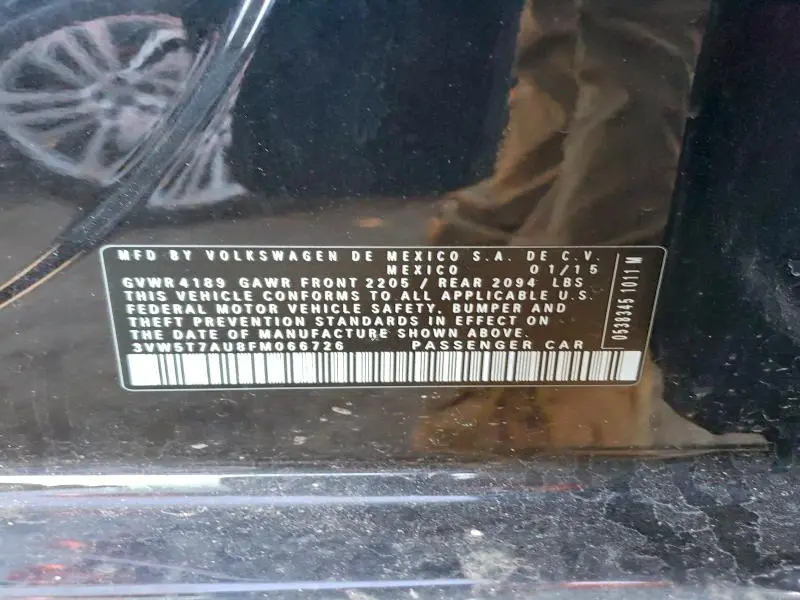 MFD BY VOLKSWAGEN DE MEXICO S.A. DE C.V.
MEXICO 01/15
GVWR 4189 GAWR FRONT 2205 / REAR 2094 LBS
THIS VEHICLE CONFORMS TO ALL APPLICABLE U.S.
FEDERAL MOTOR VEHICLE SAFETY, BUMPER AND
THEFT PREVENTION STANDARDS IN EFFECT ON
THE DATE OF MANUFACTURE SHOWN ABOVE.
3VW5T7AU8FM066726 PASSENGER CAR
0538345 1011 M